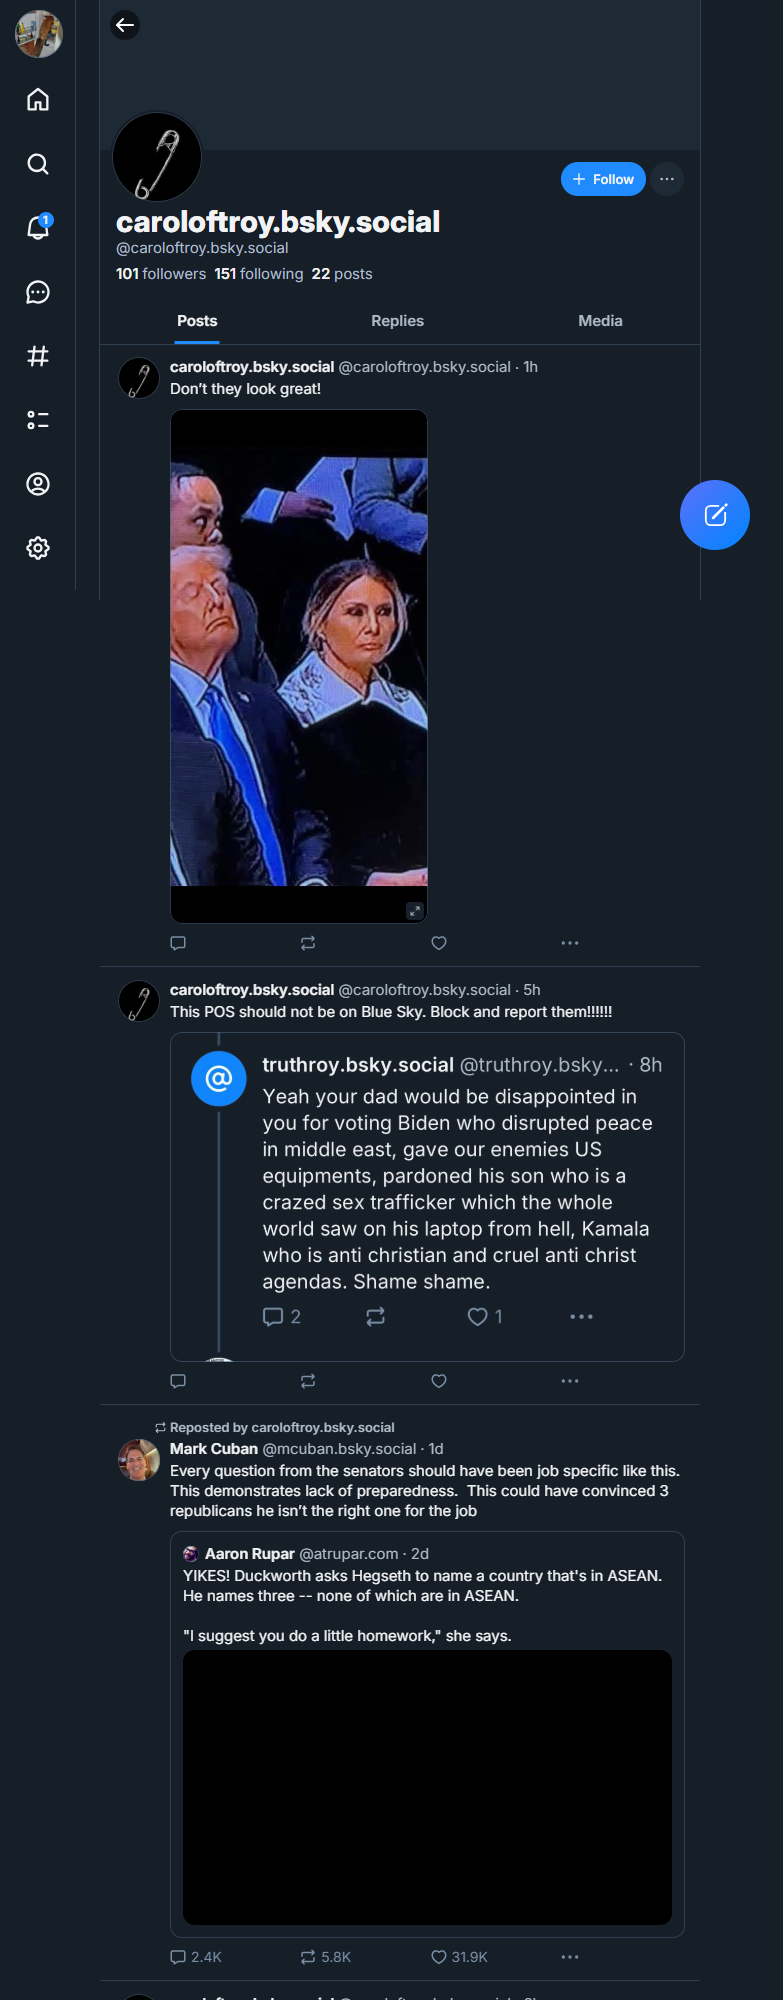 1
+ Follow
caroloftroy.bsky.social
@caroloftroy.bsky.social
101 followers 151 following 22 posts
Posts Replies Media
caroloftroy.bsky.social @caroloftroy.bsky.social · 1h
Don’t they look great!
caroloftroy.bsky.social @caroloftroy.bsky.social · 5h
This POS should not be on Blue Sky. Block and report them!!!!!!
@
truthroy.bsky.social @truthroy.bsky... · 8h
Yeah your dad would be disappointed in
you for voting Biden who disrupted peace
in middle east, gave our enemies US
equipments, pardoned his son who is a
crazed sex trafficker which the whole
world saw on his laptop from hell, Kamala
who is anti christian and cruel anti christ
agendas. Shame shame.
2 1
Reposted by caroloftroy.bsky.social
Mark Cuban @mcuban.bsky.social · 1d
Every question from the senators should have been job specific like this.
This demonstrates lack of preparedness.  This could have convinced 3
republicans he isn’t the right one for the job
Aaron Rupar @atrupar.com · 2d
YIKES! Duckworth asks Hegseth to name a country that's in ASEAN.
He names three -- none of which are in ASEAN.
"I suggest you do a little homework," she says.
2.4K 5.8K 31.9K